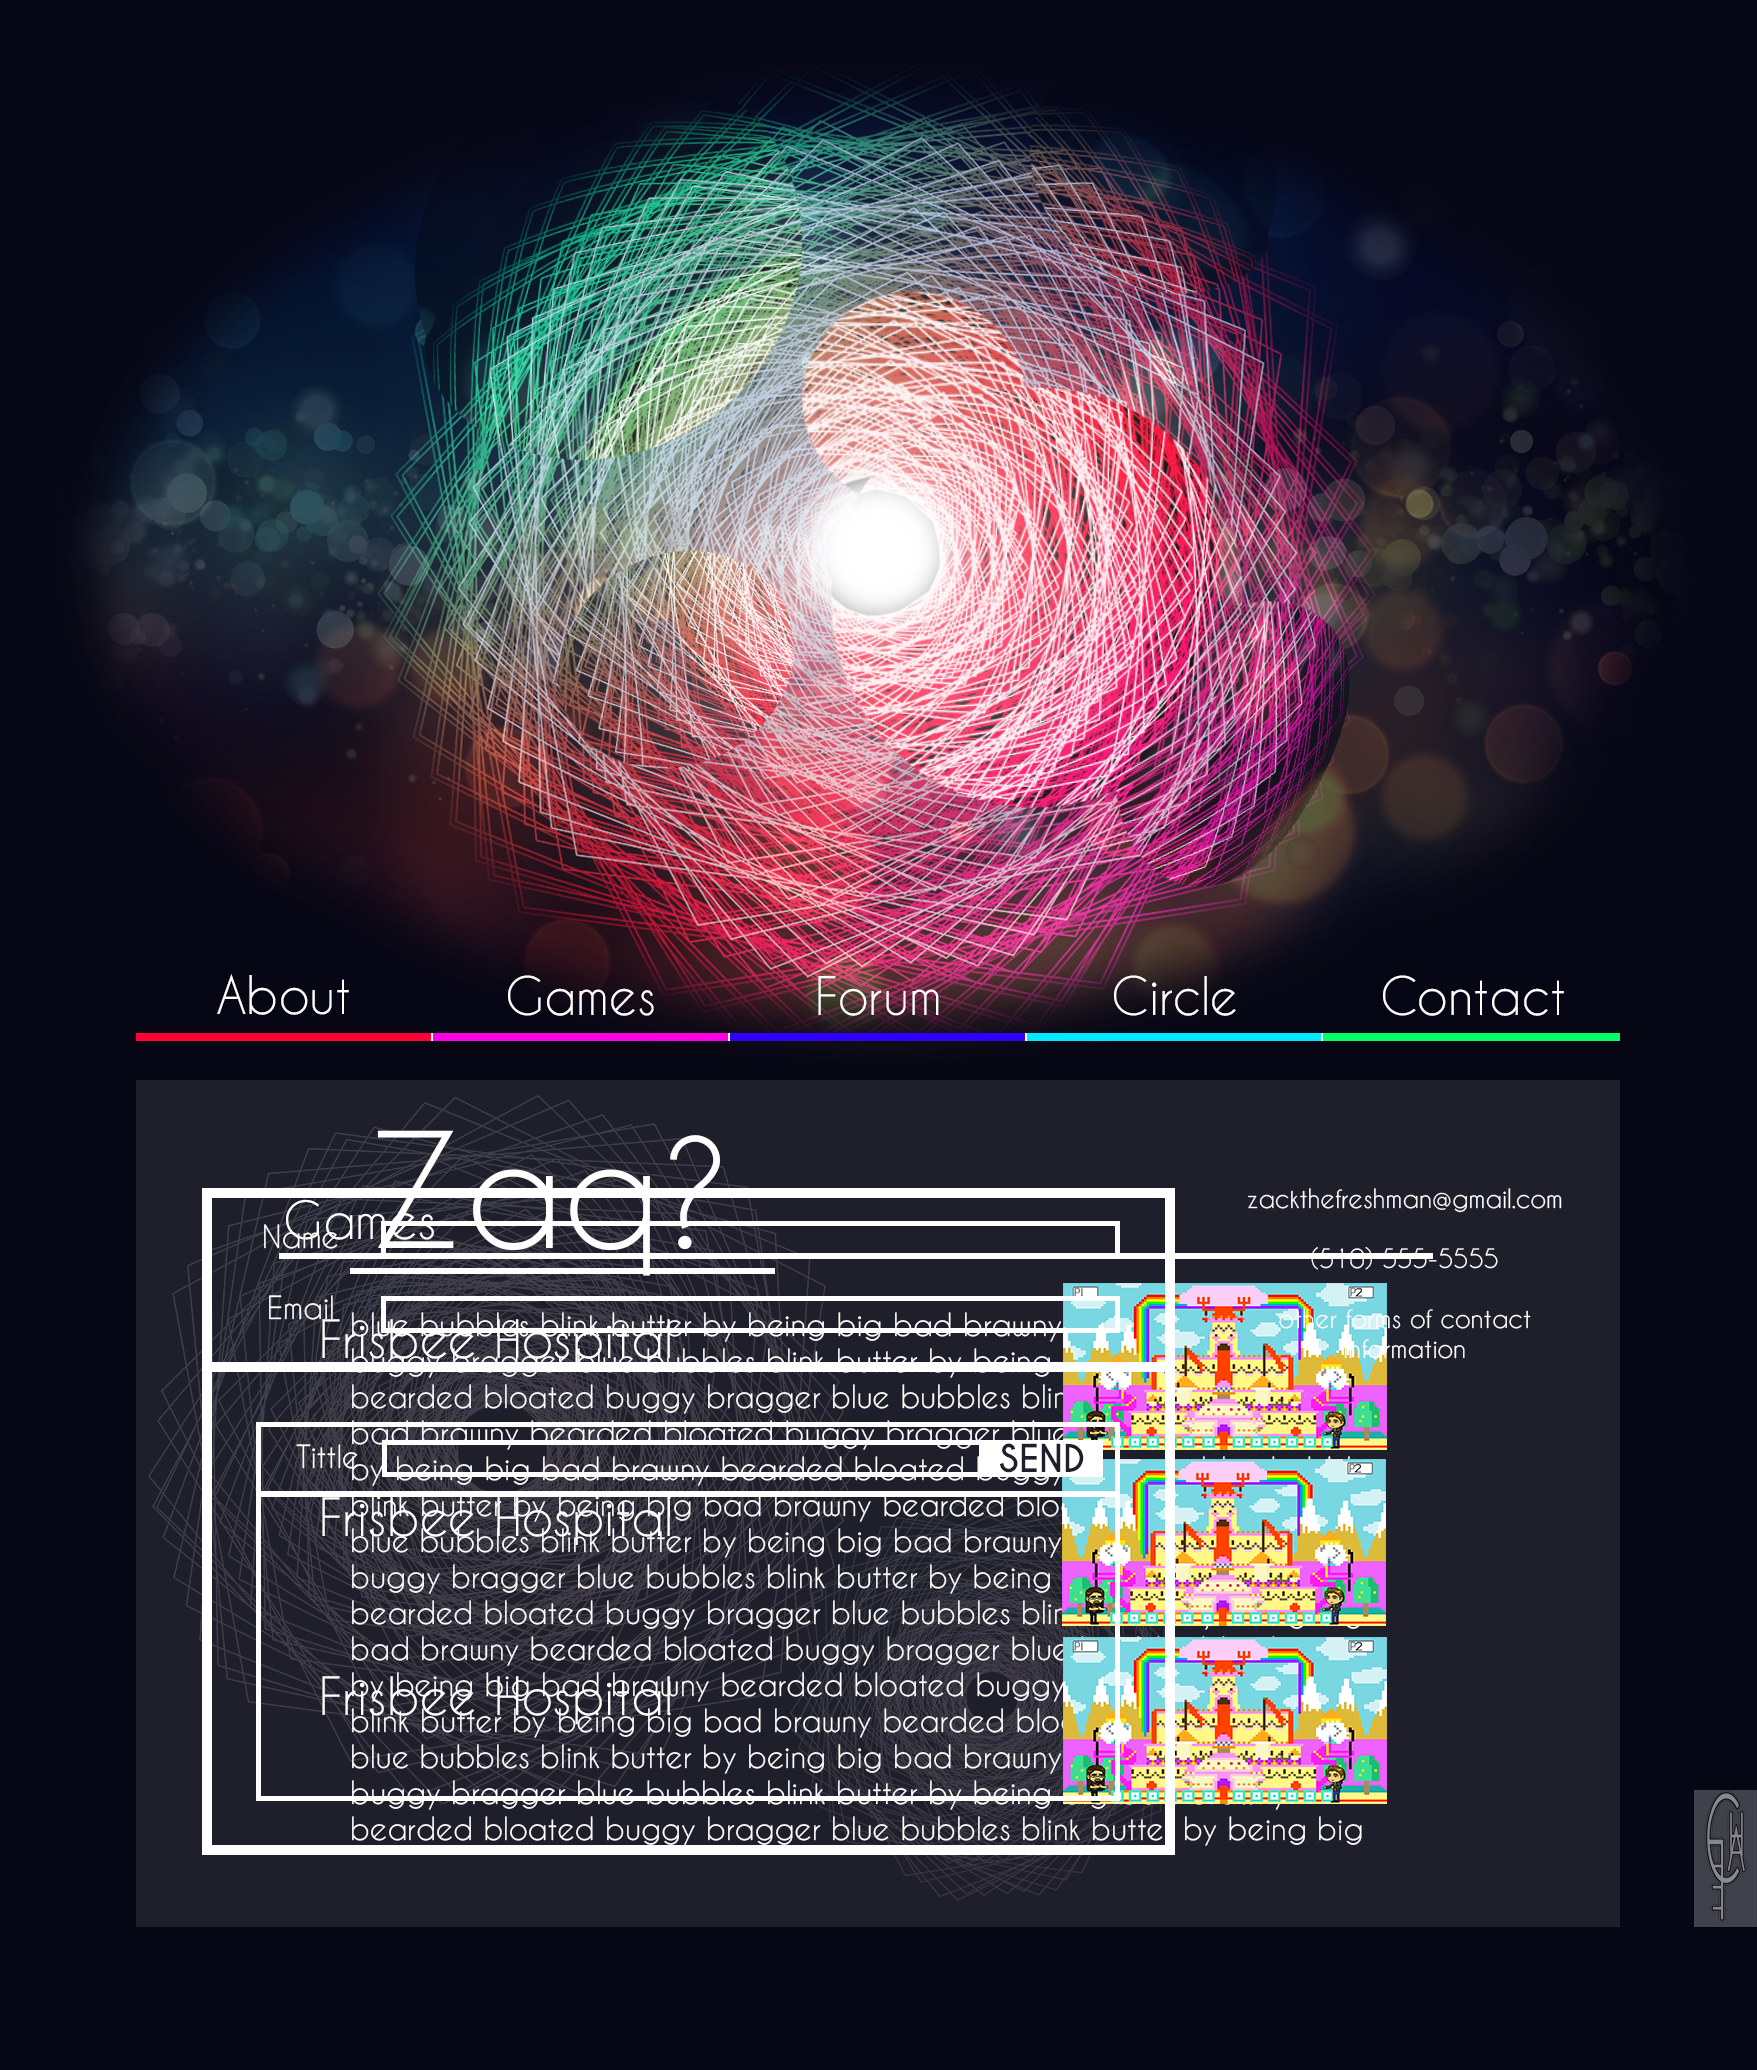 About Games Forum Circle Contact
Zaq?
Games
zackthefreshman@gmail.com
Name
(510) 555-5555
Email
other forms of contact
information
Frisbee Hospital
blue bubbles blink butter by being big bad brawny
buggy bragger blue bubbles blink butter by being
bearded bloated buggy bragger blue bubbles
bad brawny bearded bloated buggy bragger blue
Tittle
SEND
by being big bad brawny bearded bloated buggy
blink butter by being big bad brawny bearded
Frisbee Hospital
blue bubbles blink butter by being big bad brawny
buggy bragger blue bubbles blink butter by being
bearded bloated buggy bragger blue bubbles
bad brawny bearded bloated buggy bragger blue
by being big bad brawny bearded bloated buggy
Frisbee Hospital
blink butter by being big bad brawny bearded
blue bubbles blink butter by being big bad brawny
buggy bragger blue bubbles blink butter by being
bearded bloated buggy bragger blue bubbles blink butter by being big
P1 P2
P2
P1 P2